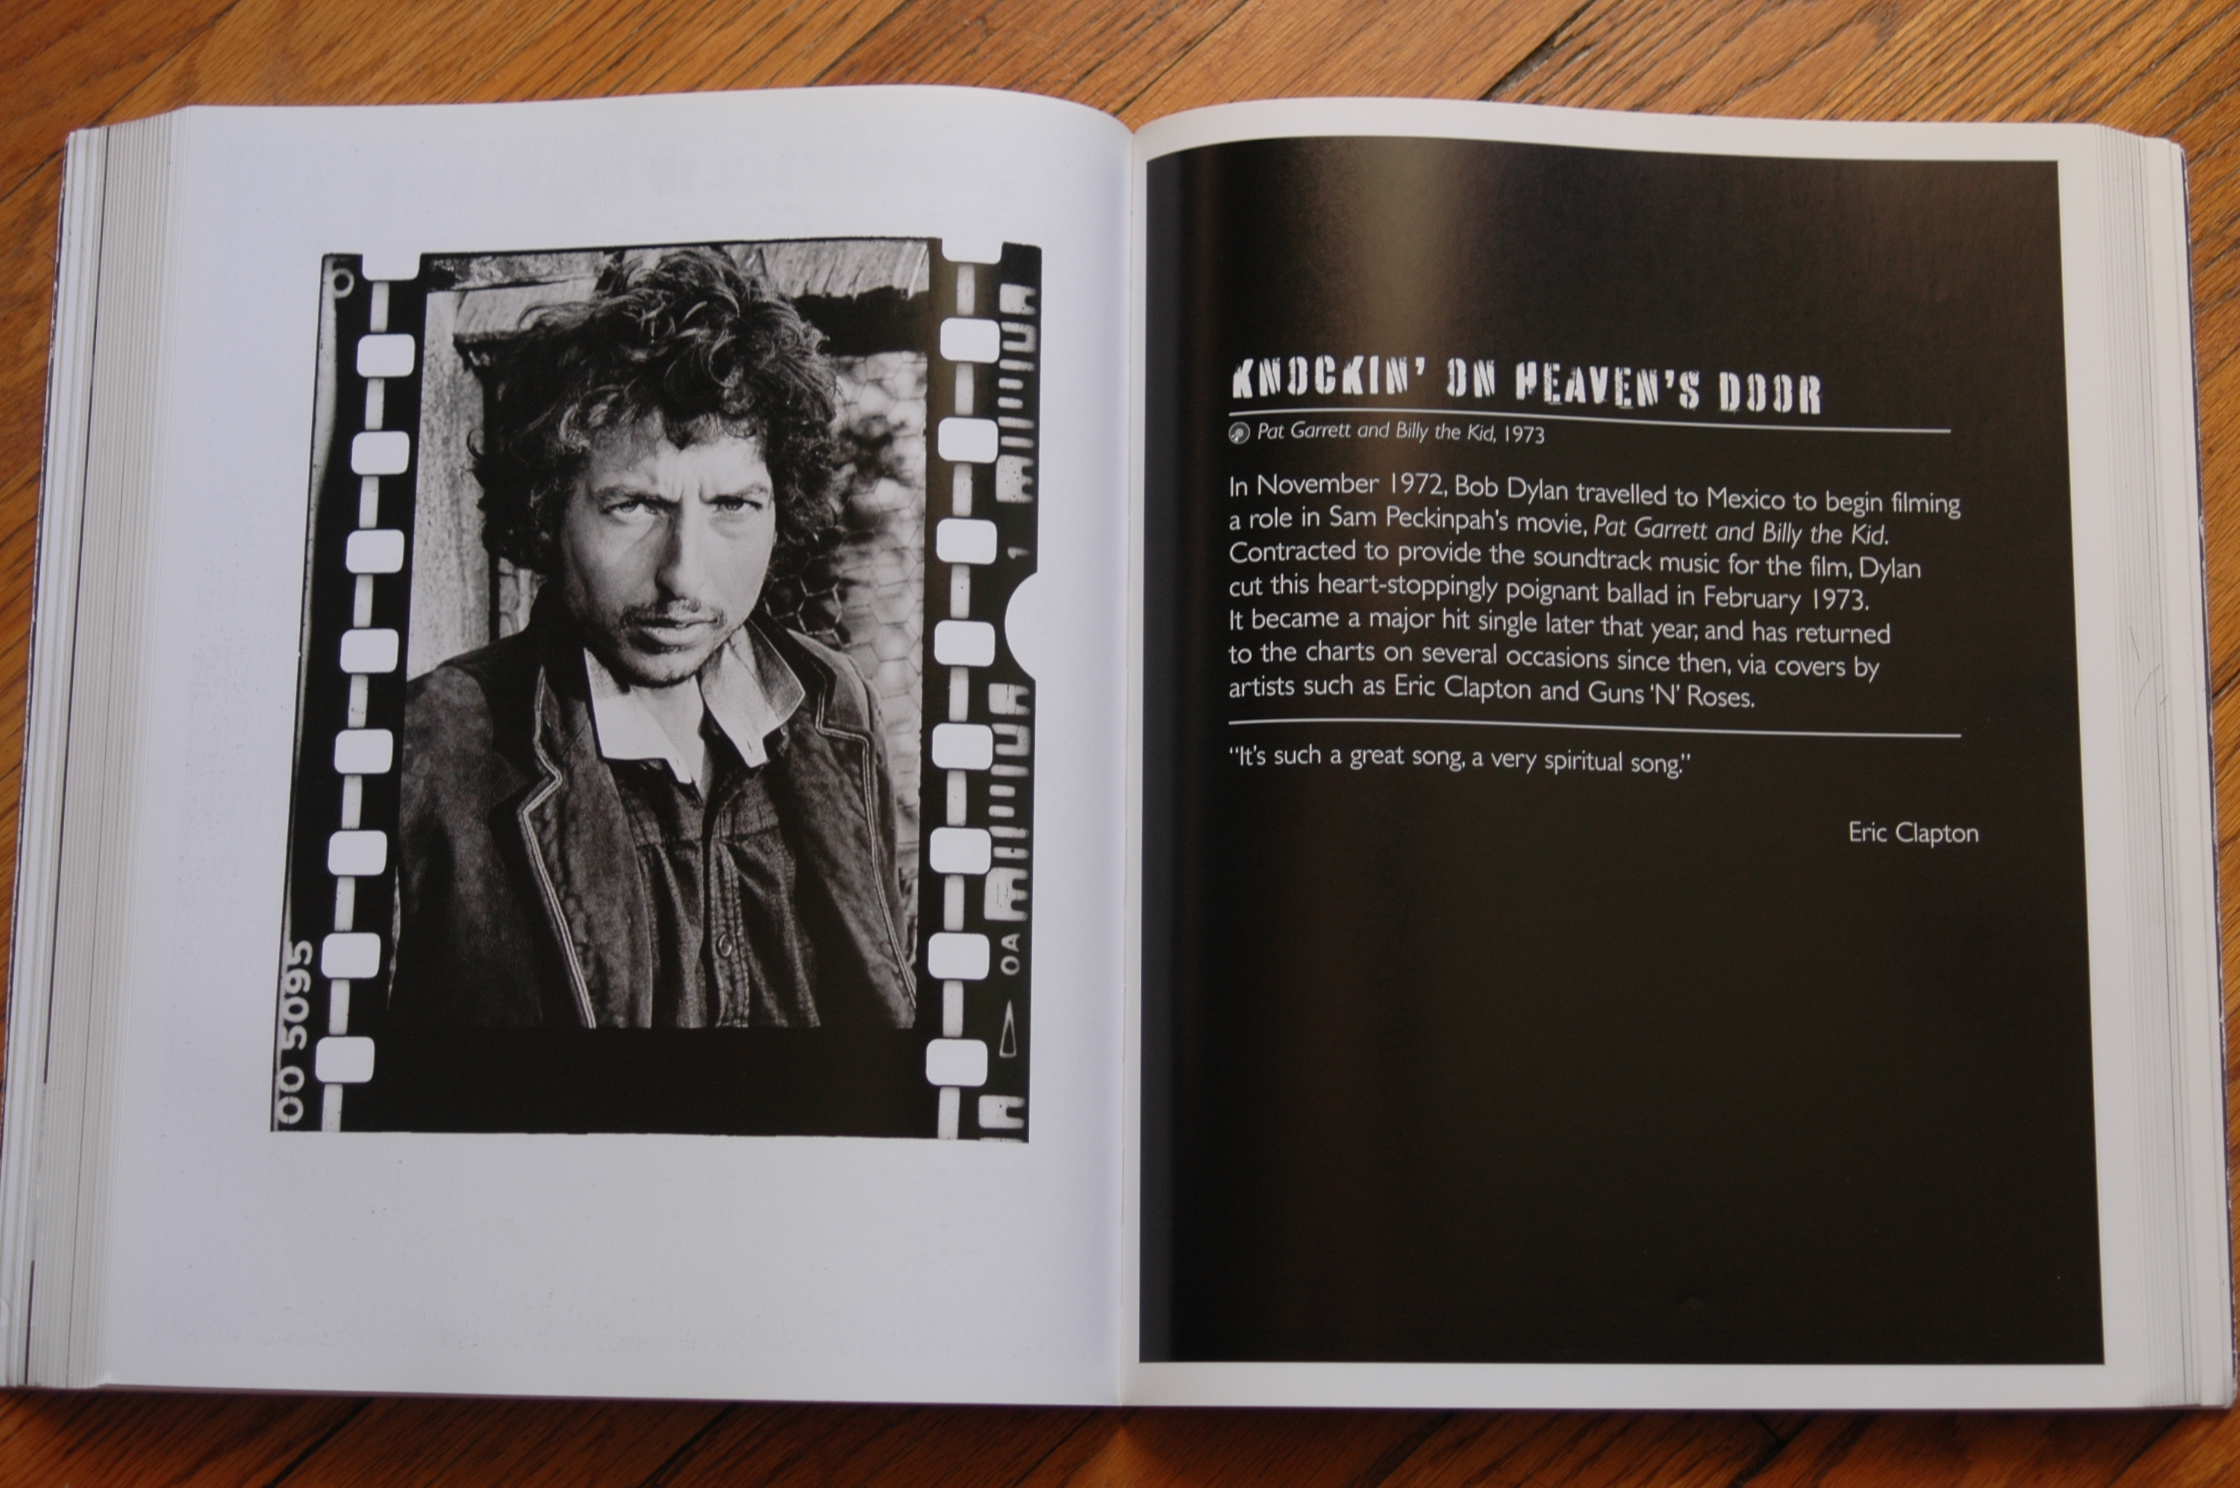 OO 5095
1
OA
KNOCKIN' ON HEAVEN'S DOOR
Pat Garrett and Billy the Kid, 1973
In November 1972, Bob Dylan travelled to Mexico to begin filming
a role in Sam Peckinpah's movie, Pat Garrett and Billy the Kid.
Contracted to provide the soundtrack music for the film, Dylan
cut this heart-stoppingly poignant ballad in February 1973.
It became a major hit single later that year, and has returned
to the charts on several occasions since then, via covers by
artists such as Eric Clapton and Guns 'N' Roses.
"It's such a great song, a very spiritual song."
Eric Clapton